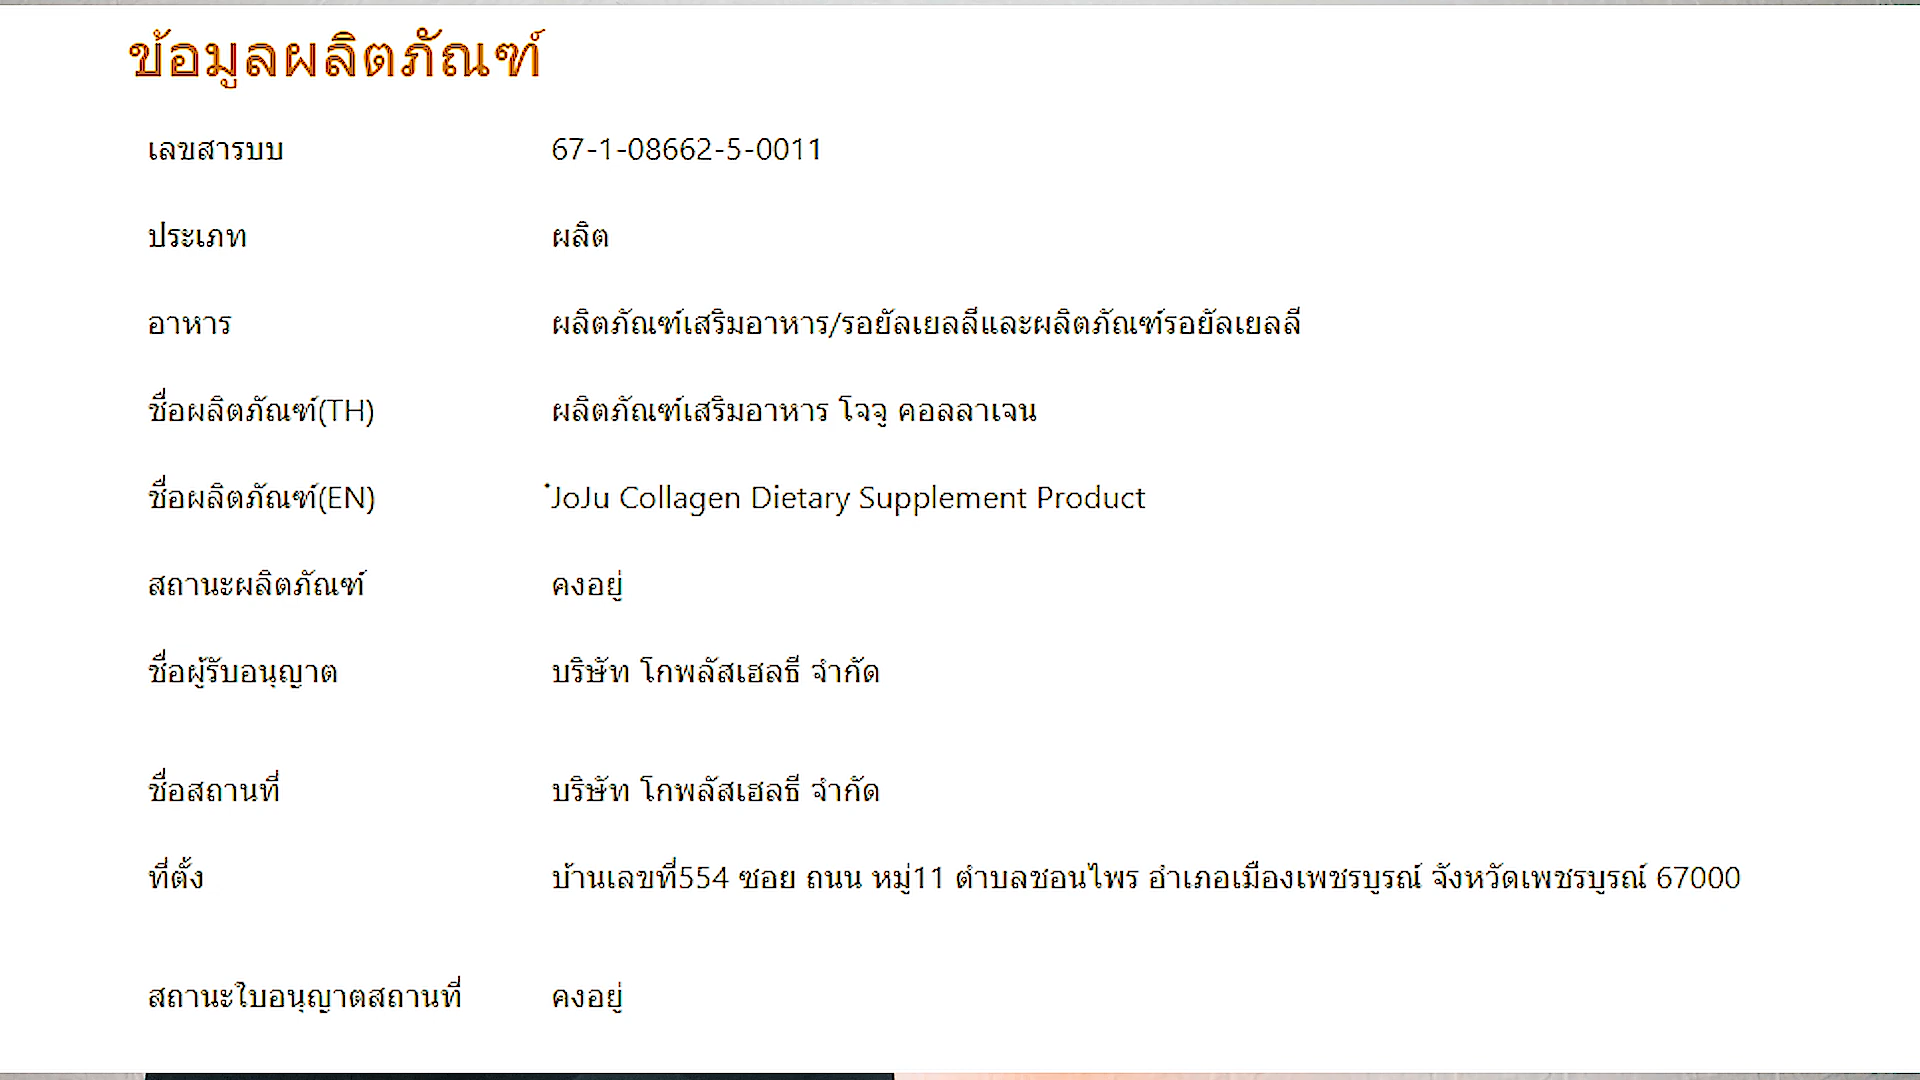 ข้อมูลผลิตภัณฑ์
เลขสารบบ 67-1-08662-5-0011
ประเภท ผลิต
อาหาร ผลิตภัณฑ์เสริมอาหาร/รอยัลเยลลีและผลิตภัณฑ์รอยัลเยลลี
ชื่อผลิตภัณฑ์(TH) ผลิตภัณฑ์เสริมอาหาร โจจู คอลลาเจน
ชื่อผลิตภัณฑ์(EN) ํJoJu Collagen Dietary Supplement Product
สถานะผลิตภัณฑ์ คงอยู่
ชื่อผู้รับอนุญาต บริษัท โกพลัสเฮลธี จำกัด
ชื่อสถานที่ บริษัท โกพลัสเฮลธี จำกัด
ที่ตั้ง บ้านเลขที่554 ซอย ถนน หมู่11 ตำบลชอนไพร อำเภอเมืองเพชรบูรณ์ จังหวัดเพชรบูรณ์ 67000
สถานะใบอนุญาตสถานที่ คงอยู่